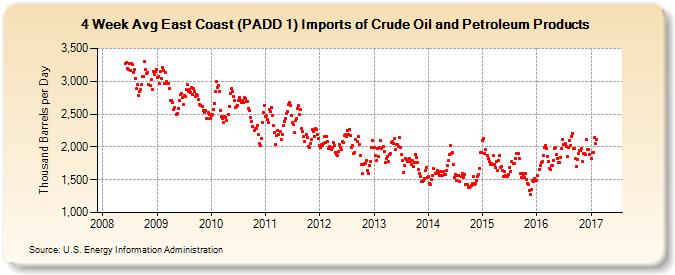 4 Week Avg East Coast (PADD 1) Imports of Crude Oil and Petroleum Products
Thousand Barrels per Day
3,500
3,000
2,500
2,000
1,500
1,000
2008 2009 2010 2011 2012 2013 2014 2015 2016 2017
Source: U.S. Energy Information Administration